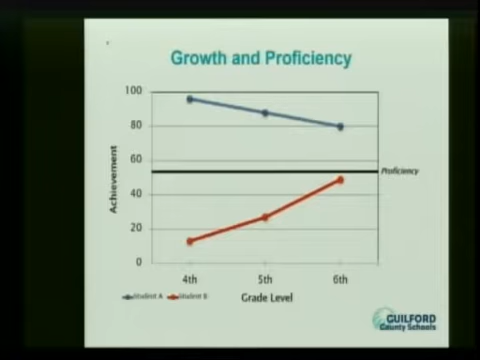 Growth and Proficiency
100
80
60
40
20
0
Achievement
Proficiency
4th 5th 6th
Student A Student B
Grade Level
GUILFORD
County Schools